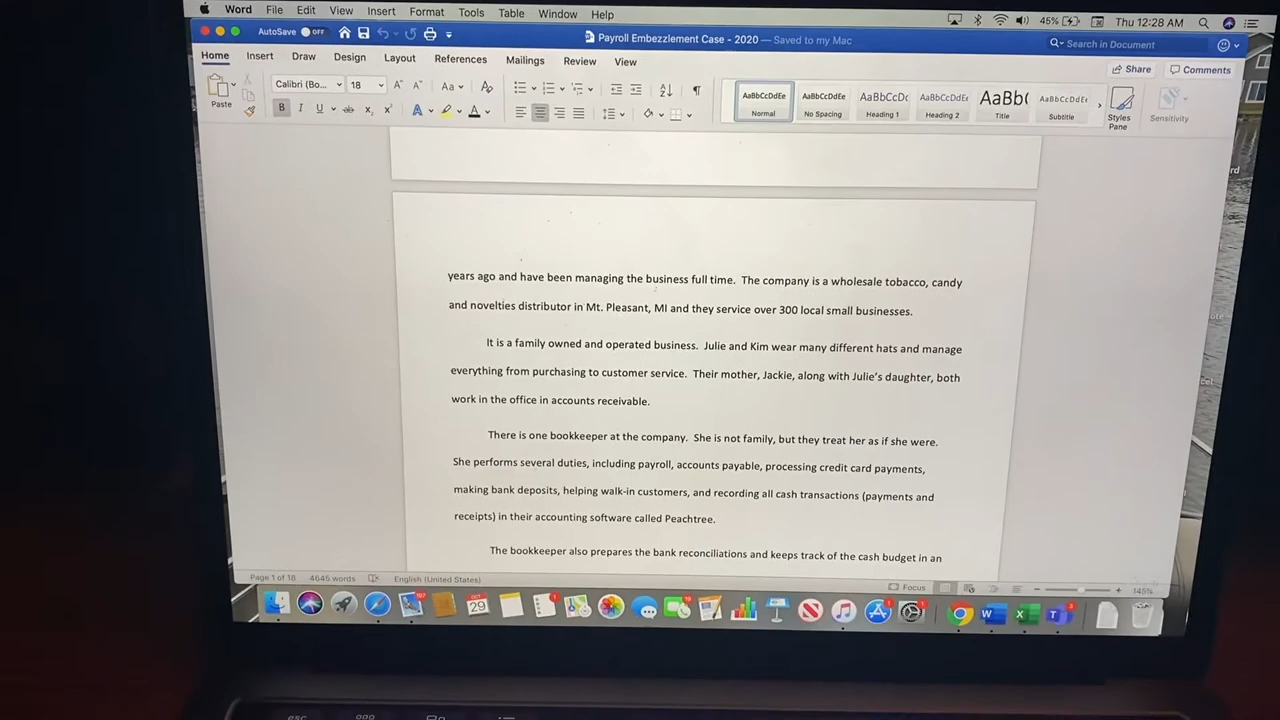 Word File Edit View Insert Format Tools Table Window Help 45% Thu 12:28 AM
AutoSave OFF Payroll Embezzlement Case - 2020 — Saved to my Mac Search in Document
Home Insert Draw Design Layout References Mailings Review View Share Comments
Paste Calibri (Bo... 18 Aa
B I U ab x₂ x² A A
AaBbCcDdEe AaBbCcDdEe AaBbCcDc AaBbCcDdEe AaBb( AaBbCcDdEe
Normal No Spacing Heading 1 Heading 2 Title Subtitle Styles Pane Sensitivity
years ago and have been managing the business full time. The company is a wholesale tobacco, candy
and novelties distributor in Mt. Pleasant, MI and they service over 300 local small businesses.
It is a family owned and operated business. Julie and Kim wear many different hats and manage
everything from purchasing to customer service. Their mother, Jackie, along with Julie's daughter, both
work in the office in accounts receivable.
There is one bookkeeper at the company. She is not family, but they treat her as if she were.
She performs several duties, including payroll, accounts payable, processing credit card payments,
making bank deposits, helping walk-in customers, and recording all cash transactions (payments and
receipts) in their accounting software called Peachtree.
The bookkeeper also prepares the bank reconciliations and keeps track of the cash budget in an
Page 1 of 18 4645 words English (United States) Focus 145%
OCT
29
esc